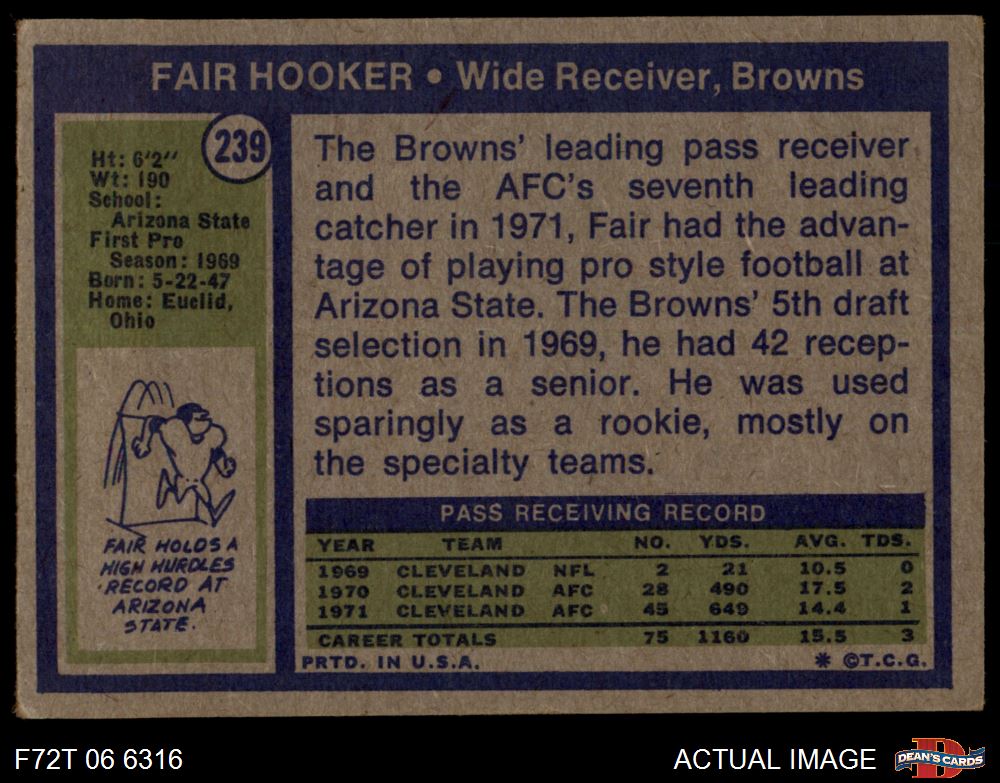 FAIR HOOKER • Wide Receiver, Browns
239
Ht: 6'2"
Wt: 190
School:
Arizona State
First Pro
Season: 1969
Born: 5-22-47
Home: Euclid,
Ohio
FAIR HOLDS A
HIGH HURDLES
RECORD AT
ARIZONA
STATE.
The Browns' leading pass receiver
and the AFC's seventh leading
catcher in 1971, Fair had the advan-
tage of playing pro style football at
Arizona State. The Browns' 5th draft
selection in 1969, he had 42 recep-
tions as a senior. He was used
sparingly as a rookie, mostly on
the specialty teams.
PASS RECEIVING RECORD
YEAR TEAM NO. YDS. AVG. TDS.
1969 CLEVELAND NFL 2 21 10.5 0
1970 CLEVELAND AFC 28 490 17.5 2
1971 CLEVELAND AFC 45 649 14.4 1
CAREER TOTALS 75 1160 15.5 3
PRTD. IN U.S.A. * ©T.C.G.
F72T 06 6316
ACTUAL IMAGE
D
DEAN'S CARDS